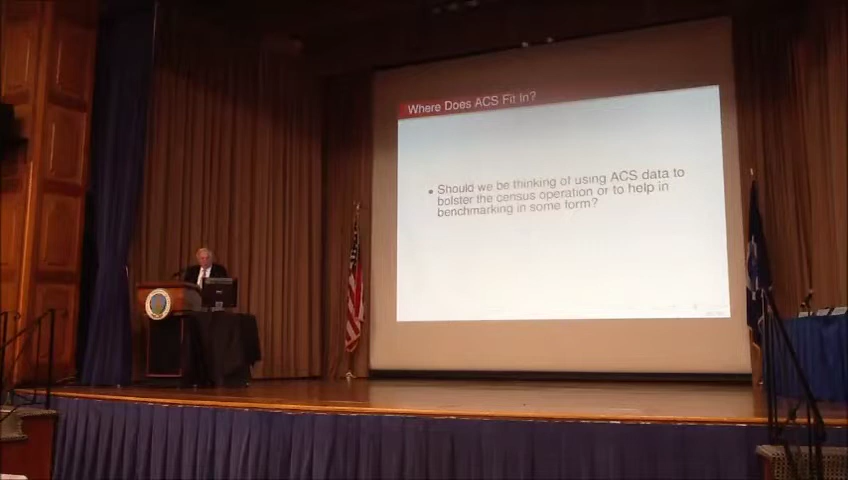 Where Does ACS Fit In?
• Should we be thinking of using ACS data to
bolster the census operation or to help in
benchmarking in some form?